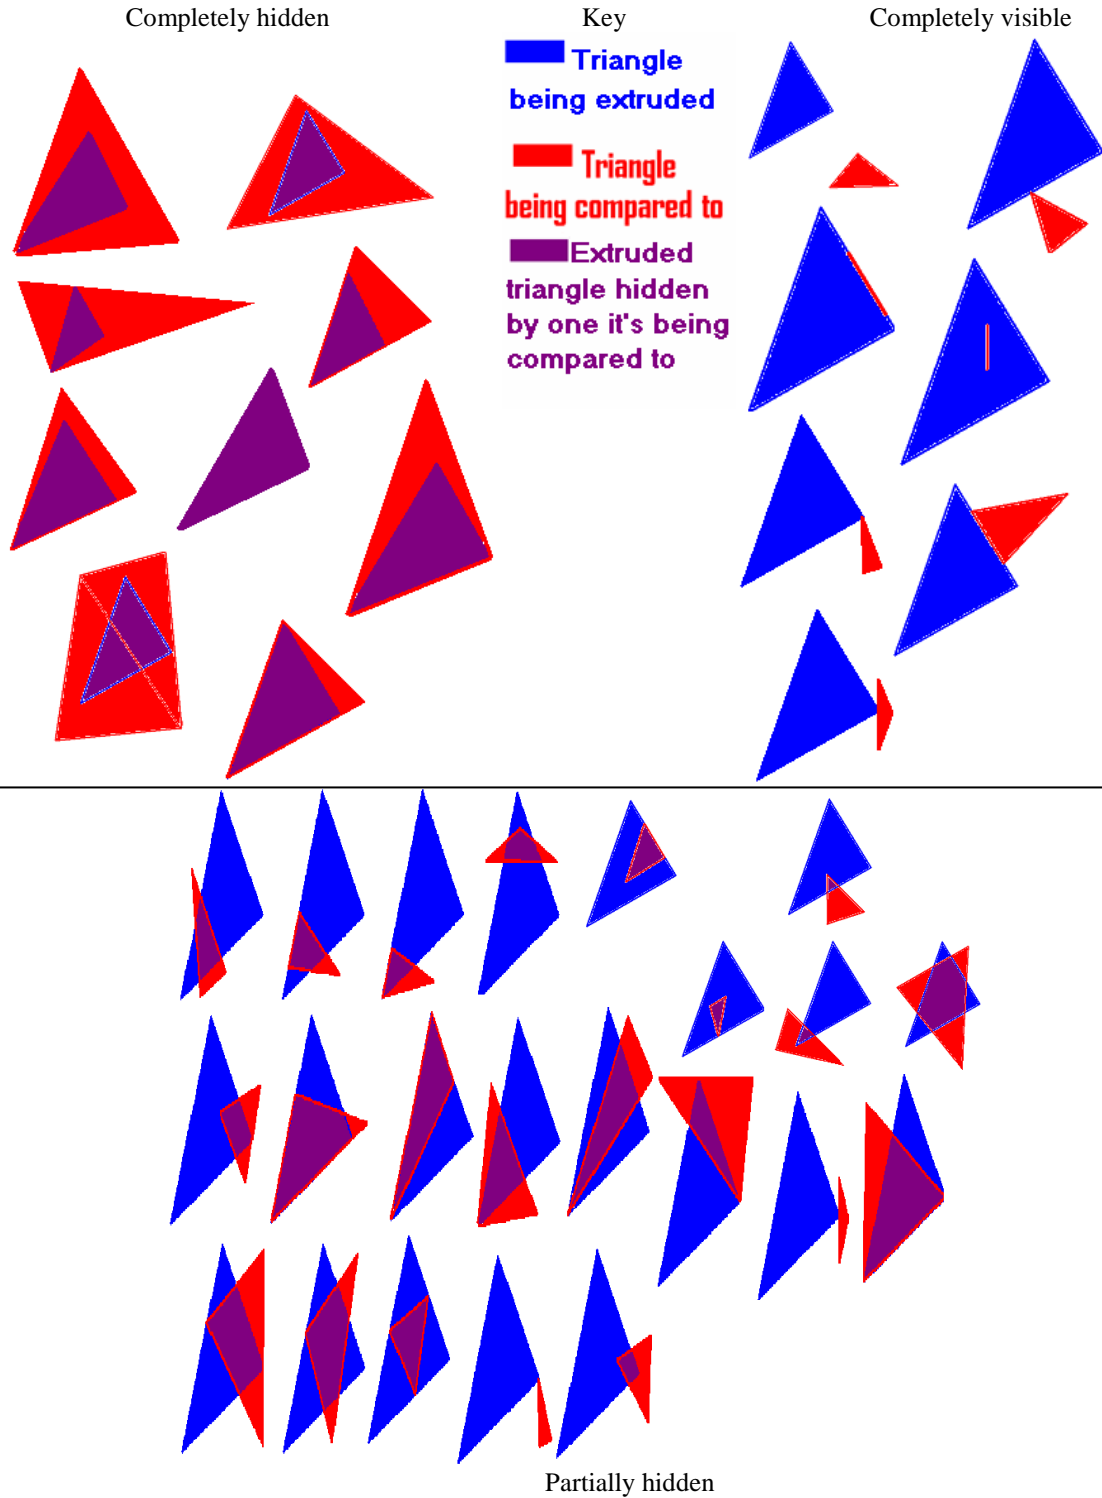 Completely hidden
Key
Completely visible
Triangle
being extruded
Triangle
being compared to
Extruded
triangle hidden
by one it's being
compared to
Partially hidden